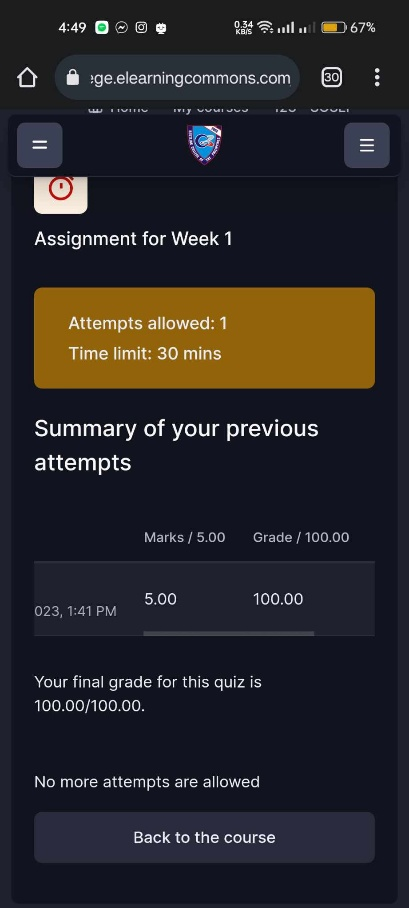 4:49
0.34
KB/S
67%
ege.elearningcommons.com
30
Home My courses
Assignment for Week 1
Attempts allowed: 1
Time limit: 30 mins
Summary of your previous
attempts
Marks / 5.00 Grade / 100.00
023, 1:41 PM 5.00 100.00
Your final grade for this quiz is
100.00/100.00.
No more attempts are allowed
Back to the course